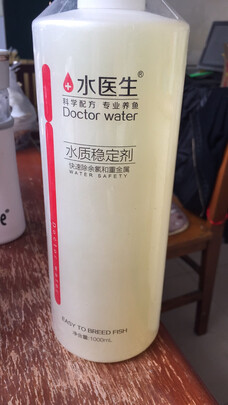 水医生®
科学配方 专业养鱼
Doctor water
水质稳定剂
快速除余氯和重金属
WATER SAFETY
EASY TO BREED FISH
净含量:1000mL